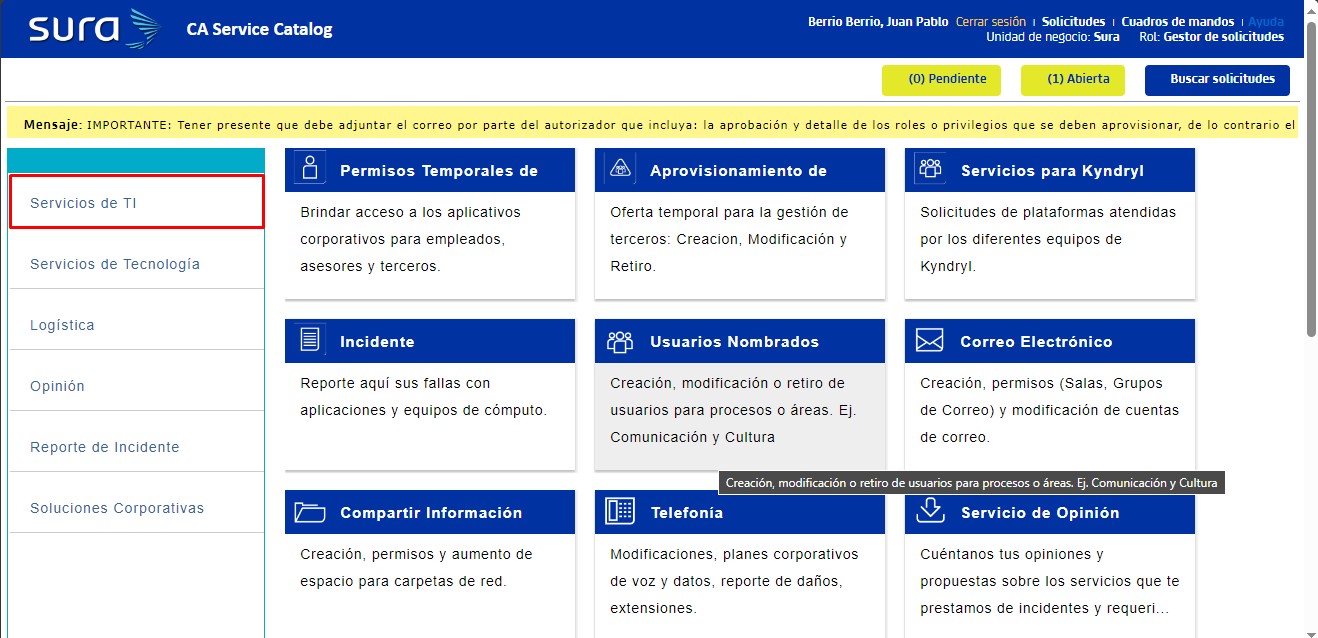 sura
CA Service Catalog
Berrio Berrio, Juan Pablo Cerrar sesión Solicitudes Cuadros de mandos Ayuda
Unidad de negocio: Sura Rol: Gestor de solicitudes
(0) Pendiente (1) Abierta Buscar solicitudes
Mensaje: IMPORTANTE: Tener presente que debe adjuntar el correo por parte del autorizador que incluya: la aprobación y detalle de los roles o privilegios que se deben aprovisionar, de lo contrario el
Servicios de TI
Servicios de Tecnología
Logística
Opinión
Reporte de Incidente
Soluciones Corporativas
Permisos Temporales de
Brindar acceso a los aplicativos
corporativos para empleados,
asesores y terceros.
Aprovisionamiento de
Oferta temporal para la gestión de
terceros: Creacion, Modificación y
Retiro.
Servicios para Kyndryl
Solicitudes de plataformas atendidas
por los diferentes equipos de
Kyndryl.
Incidente
Reporte aquí sus fallas con
aplicaciones y equipos de cómputo.
Usuarios Nombrados
Creación, modificación o retiro de
usuarios para procesos o áreas. Ej.
Comunicación y Cultura
Correo Electrónico
Creación, permisos (Salas, Grupos
de Correo) y modificación de cuentas
de correo.
Creación, modificación o retiro de usuarios para procesos o áreas. Ej. Comunicación y Cultura
Compartir Información
Creación, permisos y aumento de
espacio para carpetas de red.
Telefonía
Modificaciones, planes corporativos
de voz y datos, reporte de daños,
extensiones.
Servicio de Opinión
Cuéntanos tus opiniones y
propuestas sobre los servicios que te
prestamos de incidentes y requeri...